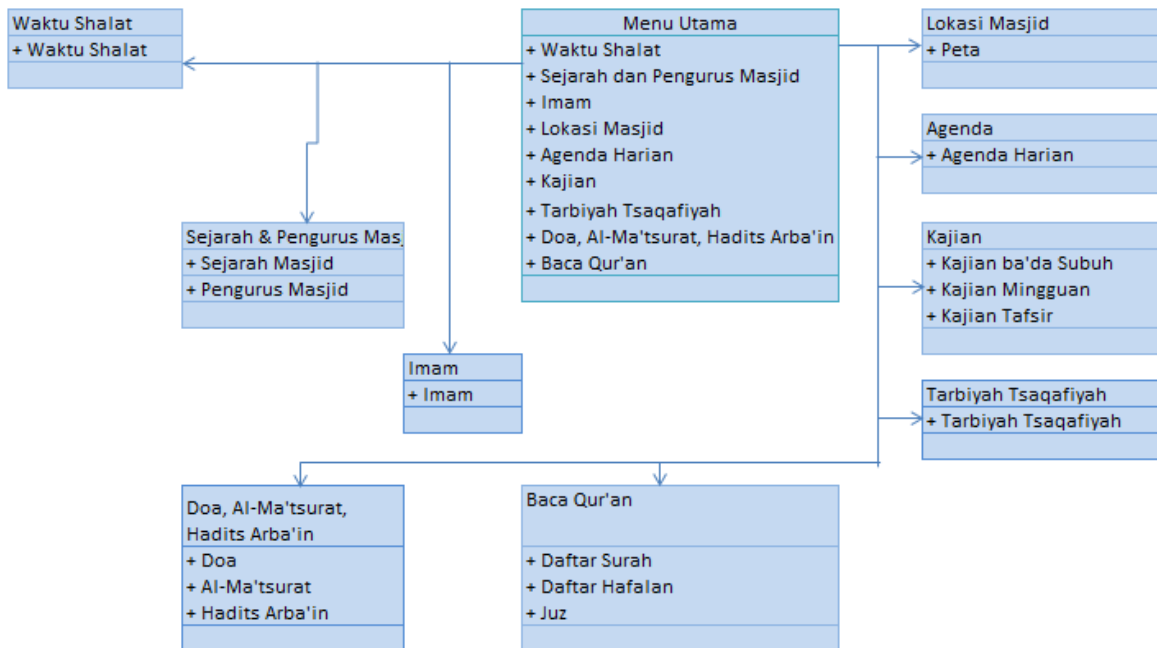 Waktu Shalat
+ Waktu Shalat
Menu Utama
+ Waktu Shalat
+ Sejarah dan Pengurus Masjid
+ Imam
+ Lokasi Masjid
+ Agenda Harian
+ Kajian
+ Tarbiyah Tsaqafiyah
+ Doa, Al-Ma'tsurat, Hadits Arba'in
+ Baca Qur'an
Lokasi Masjid
+ Peta
Agenda
+ Agenda Harian
Sejarah & Pengurus Mas
+ Sejarah Masjid
+ Pengurus Masjid
Kajian
+ Kajian ba'da Subuh
+ Kajian Mingguan
+ Kajian Tafsir
Imam
+ Imam
Tarbiyah Tsaqafiyah
+ Tarbiyah Tsaqafiyah
Doa, Al-Ma'tsurat,
Hadits Arba'in
+ Doa
+ Al-Ma'tsurat
+ Hadits Arba'in
Baca Qur'an
+ Daftar Surah
+ Daftar Hafalan
+ Juz